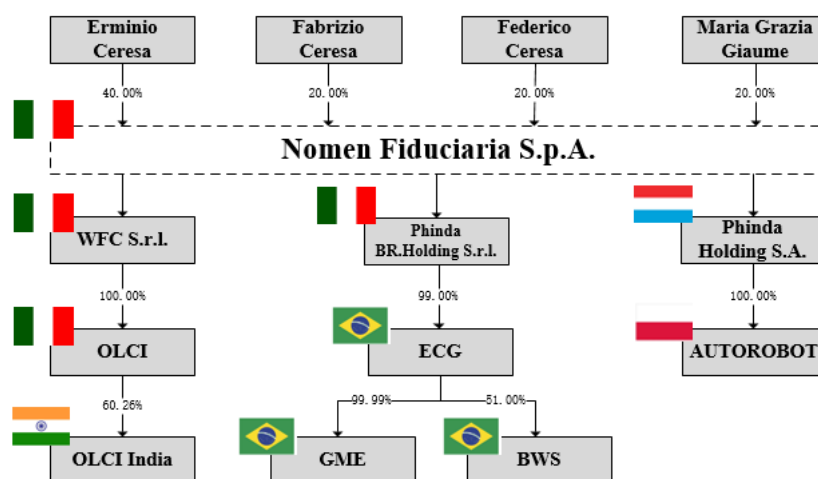 Erminio
Ceresa
Fabrizio
Ceresa
Federico
Ceresa
Maria Grazia
Giaume
40.00%
20.00%
20.00%
20.00%
Nomen Fiduciaria S.p.A.
WFC S.r.l.
Phinda
BR.Holding S.r.l.
Phinda
Holding S.A.
100.00%
99.00%
100.00%
OLCI
ECG
AUTOROBOT
60.26%
99.99%
51.00%
OLCI India
GME
BWS